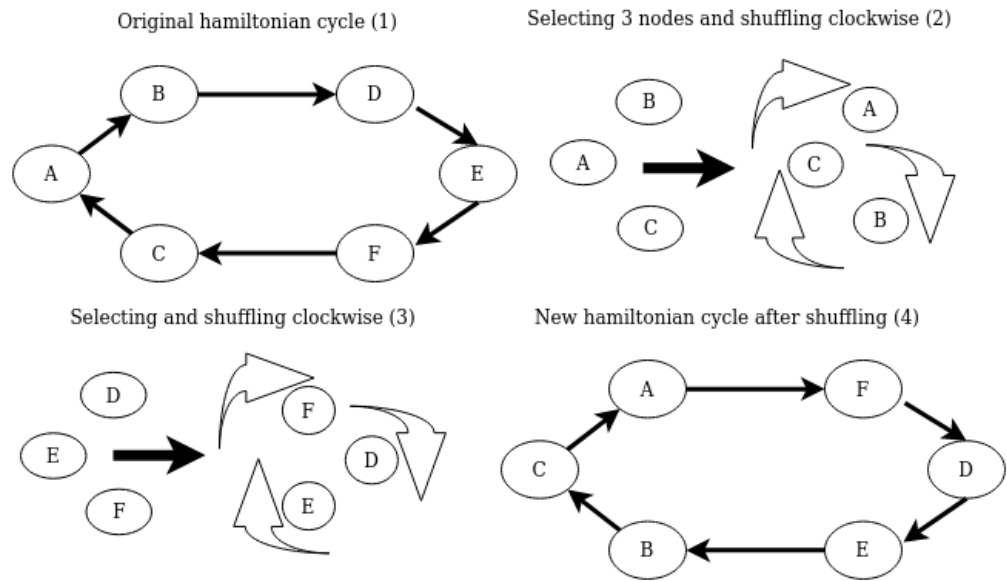 Original hamiltonian cycle (1)
B
D
A
E
C
F
Selecting 3 nodes and shuffling clockwise (2)
B
A
A
C
C
B
Selecting and shuffling clockwise (3)
D
F
E
D
F
E
New hamiltonian cycle after shuffling (4)
A
F
C
D
B
E